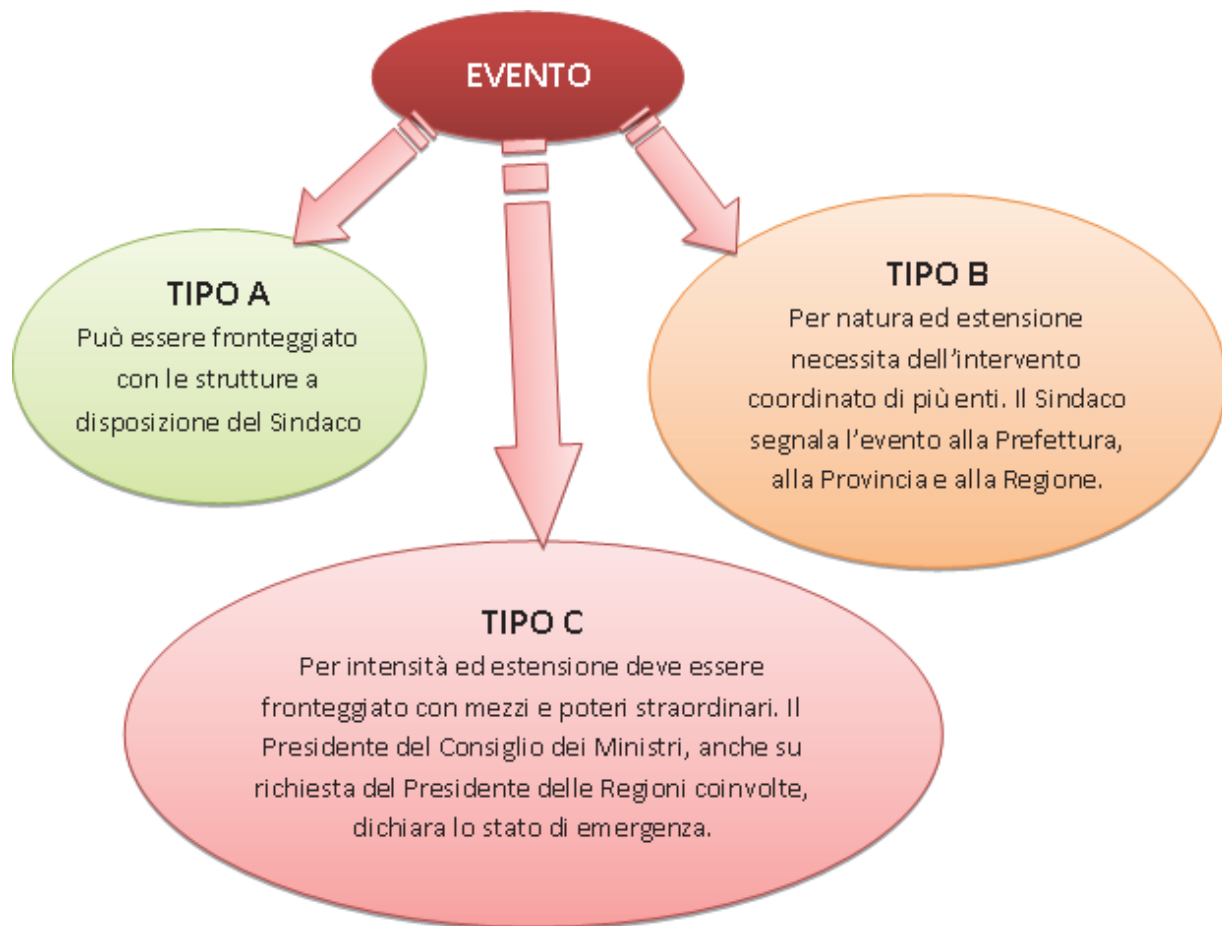 EVENTO
TIPO A
Può essere fronteggiato
con le strutture a
disposizione del Sindaco
TIPO B
Per natura ed estensione
necessita dell'intervento
coordinato di più enti. Il Sindaco
segnala l'evento alla Prefettura,
alla Provincia e alla Regione.
TIPO C
Per intensità ed estensione deve essere
fronteggiato con mezzi e poteri straordinari. Il
Presidente del Consiglio dei Ministri, anche su
richiesta del Presidente delle Regioni coinvolte,
dichiara lo stato di emergenza.